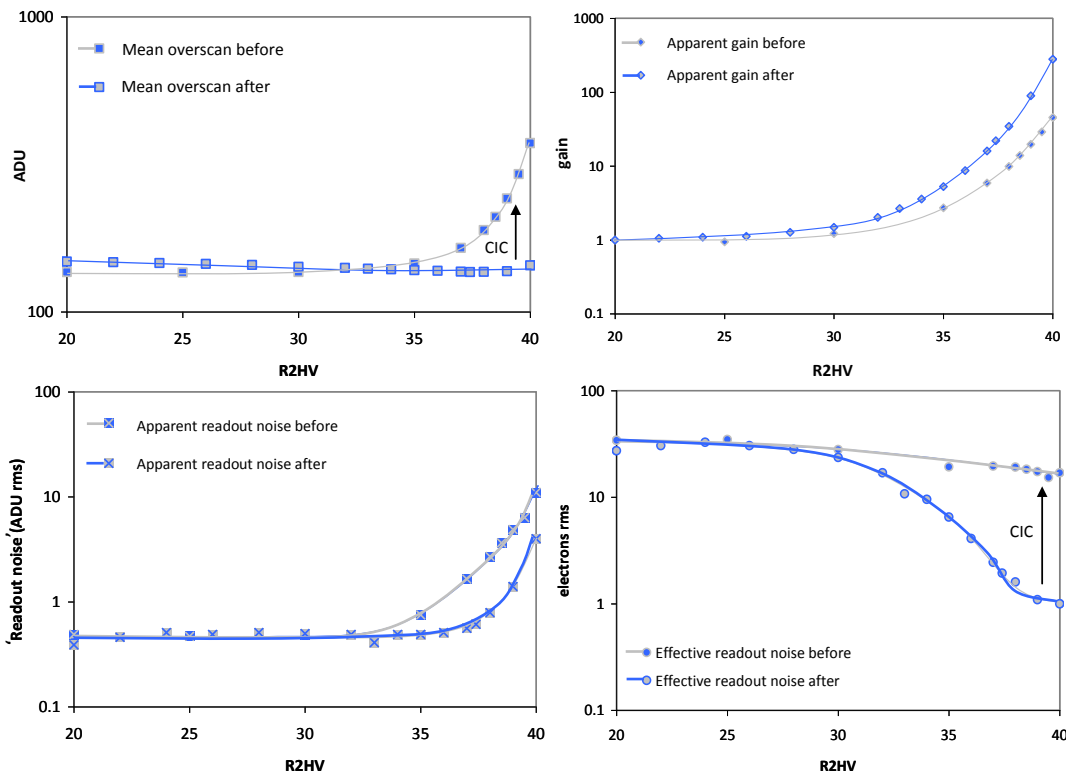 1000
Mean overscan before
Mean overscan after
ADU
CIC
100
20 25 30 35 40
R2HV
1000
Apparent gain before
Apparent gain after
100
gain
10
1
0.1
20 25 30 35 40
R2HV
100
Apparent readout noise before
Apparent readout noise after
10
'Readout noise'(ADU rms)
1
0.1
20 25 30 35 40
R2HV
100
10
CIC
electrons rms
1
Effective readout noise before
Effective readout noise after
0.1
20 25 30 35 40
R2HV